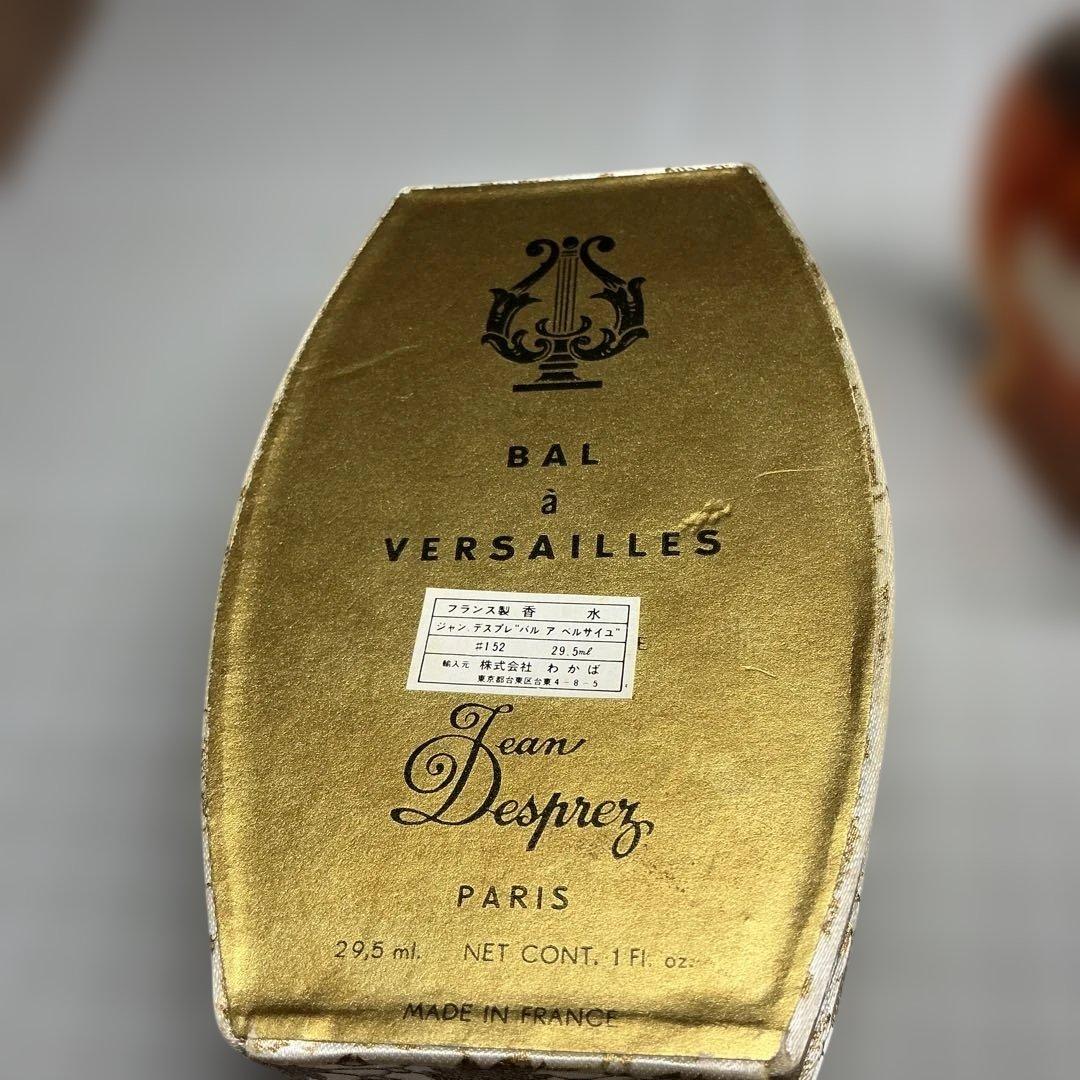 BAL
à
VERSAILLES
フランス製 香 水
ジャン、デスプレ"バル ア ベルサイユ"
#152 29.5ml
輸入元 株式会社 わかば
東京都台東区台東4-8-5
Jean
Desprez
PARIS
29,5 ml. NET CONT. 1 Fl. oz.
MADE IN FRANCE